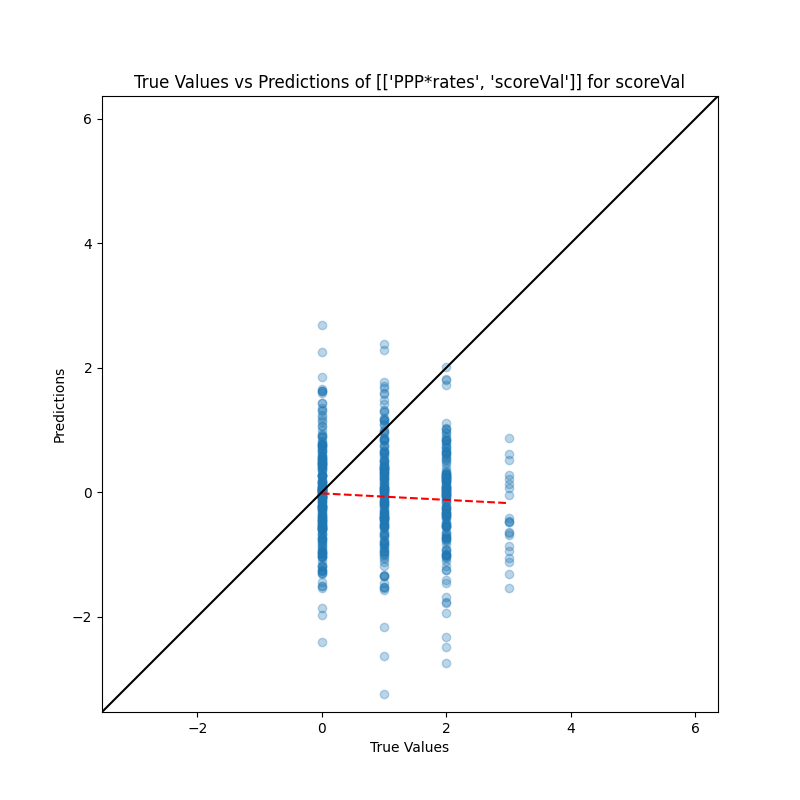 True Values vs Predictions of [['PPP*rates', 'scoreVal']] for scoreVal
6
4
2
0
−2
Predictions
−2 0 2 4 6
True Values